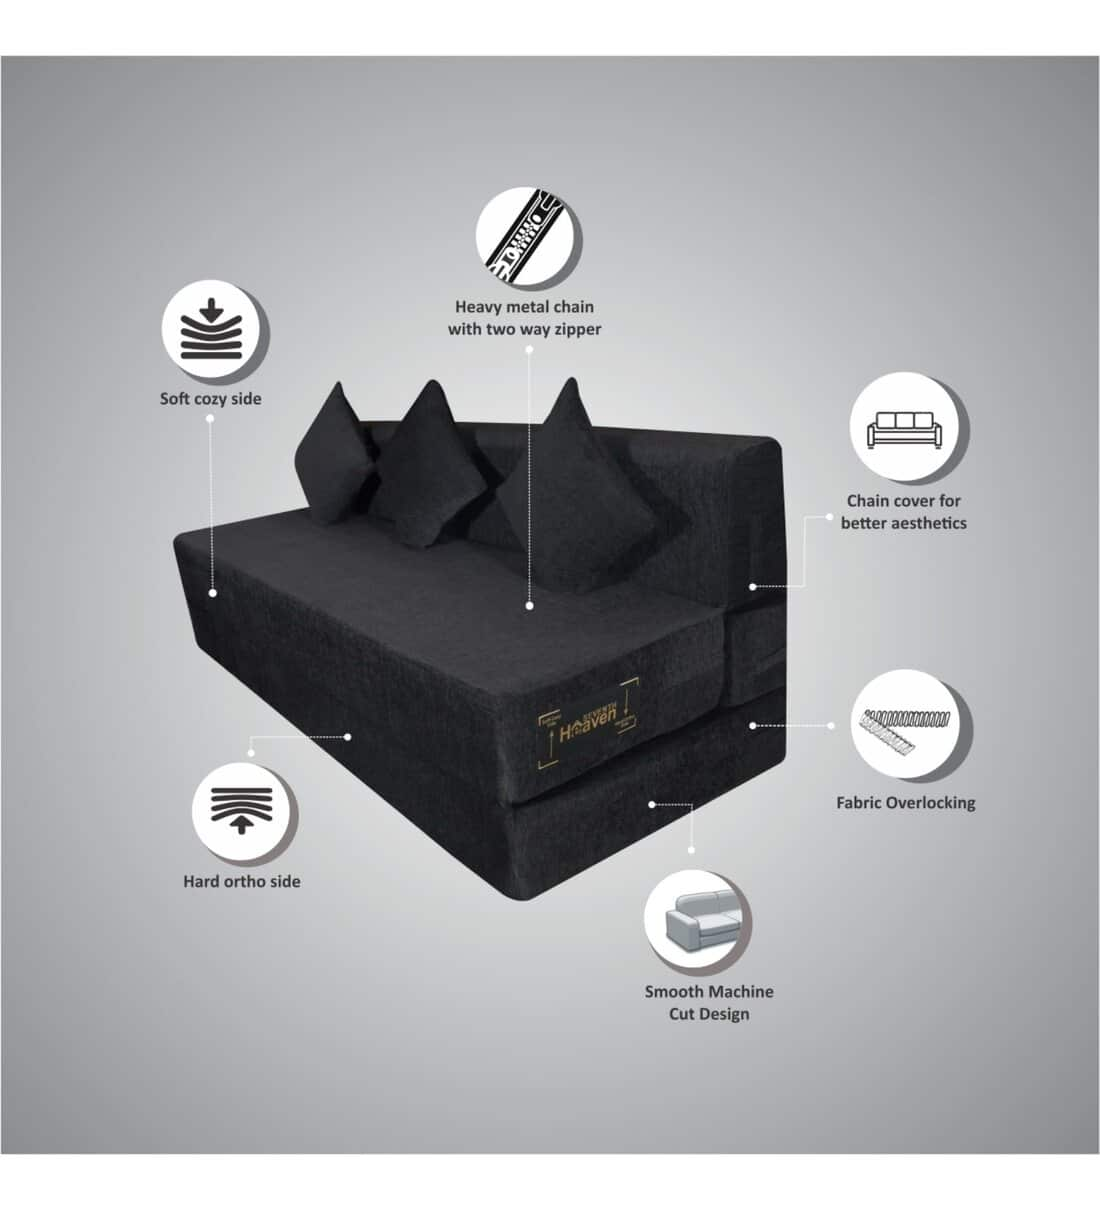 Heavy metal chain
with two way zipper
Soft cozy side
Chain cover for
better aesthetics
SEVENTH
Heaven
Fabric Overlocking
Hard ortho side
Smooth Machine
Cut Design